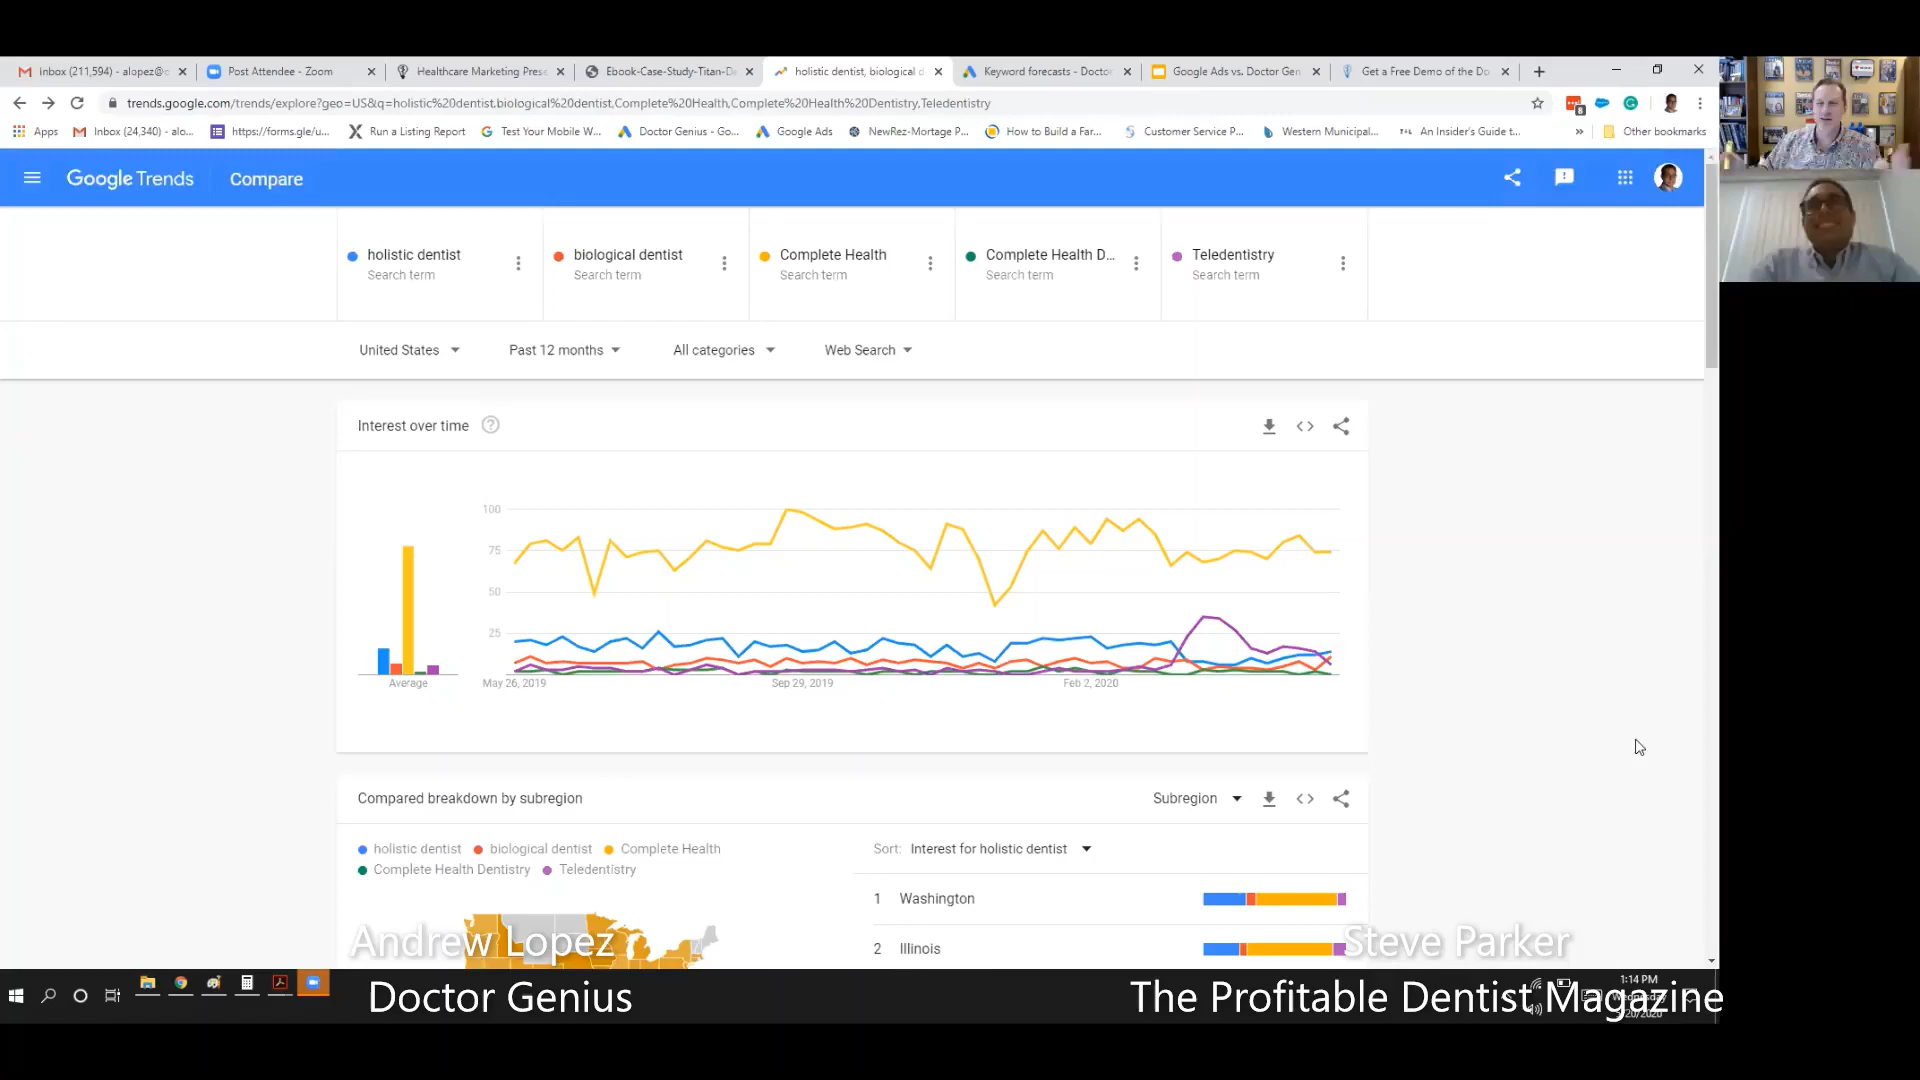 Inbox (211,594) - alopez@c
Post Attendee - Zoom
Healthcare Marketing Prese
Ebook-Case-Study-Titan-De
holistic dentist, biological d
Keyword forecasts - Docto
Google Ads vs. Doctor Gen
Get a Free Demo of the Do
trends.google.com/trends/explore?geo=US&q=holistic%20dentist,biological%20dentist,Complete%20Health,Complete%20Health%20Dentistry,Teledentistry
8
Apps
Inbox (24,340) - alo...
https://forms.gle/u...
Run a Listing Report
Test Your Mobile W...
Doctor Genius - Go...
Google Ads
NewRez-Mortage P...
How to Build a Far...
Customer Service P...
Western Municipal...
An Insider's Guide t...
»
Other bookmarks
Google Trends
Compare
holistic dentist
Search term
biological dentist
Search term
Complete Health
Search term
Complete Health D...
Search term
Teledentistry
Search term
United States
Past 12 months
All categories
Web Search
Interest over time
100
75
50
25
Average
May 26, 2019
Sep 29, 2019
Feb 2, 2020
Compared breakdown by subregion
Subregion
holistic dentist
biological dentist
Complete Health
Complete Health Dentistry
Teledentistry
Sort: Interest for holistic dentist
1 Washington
2 Illinois
Andrew Lopez
Doctor Genius
Steve Parker
The Profitable Dentist Magazine
1:14 PM